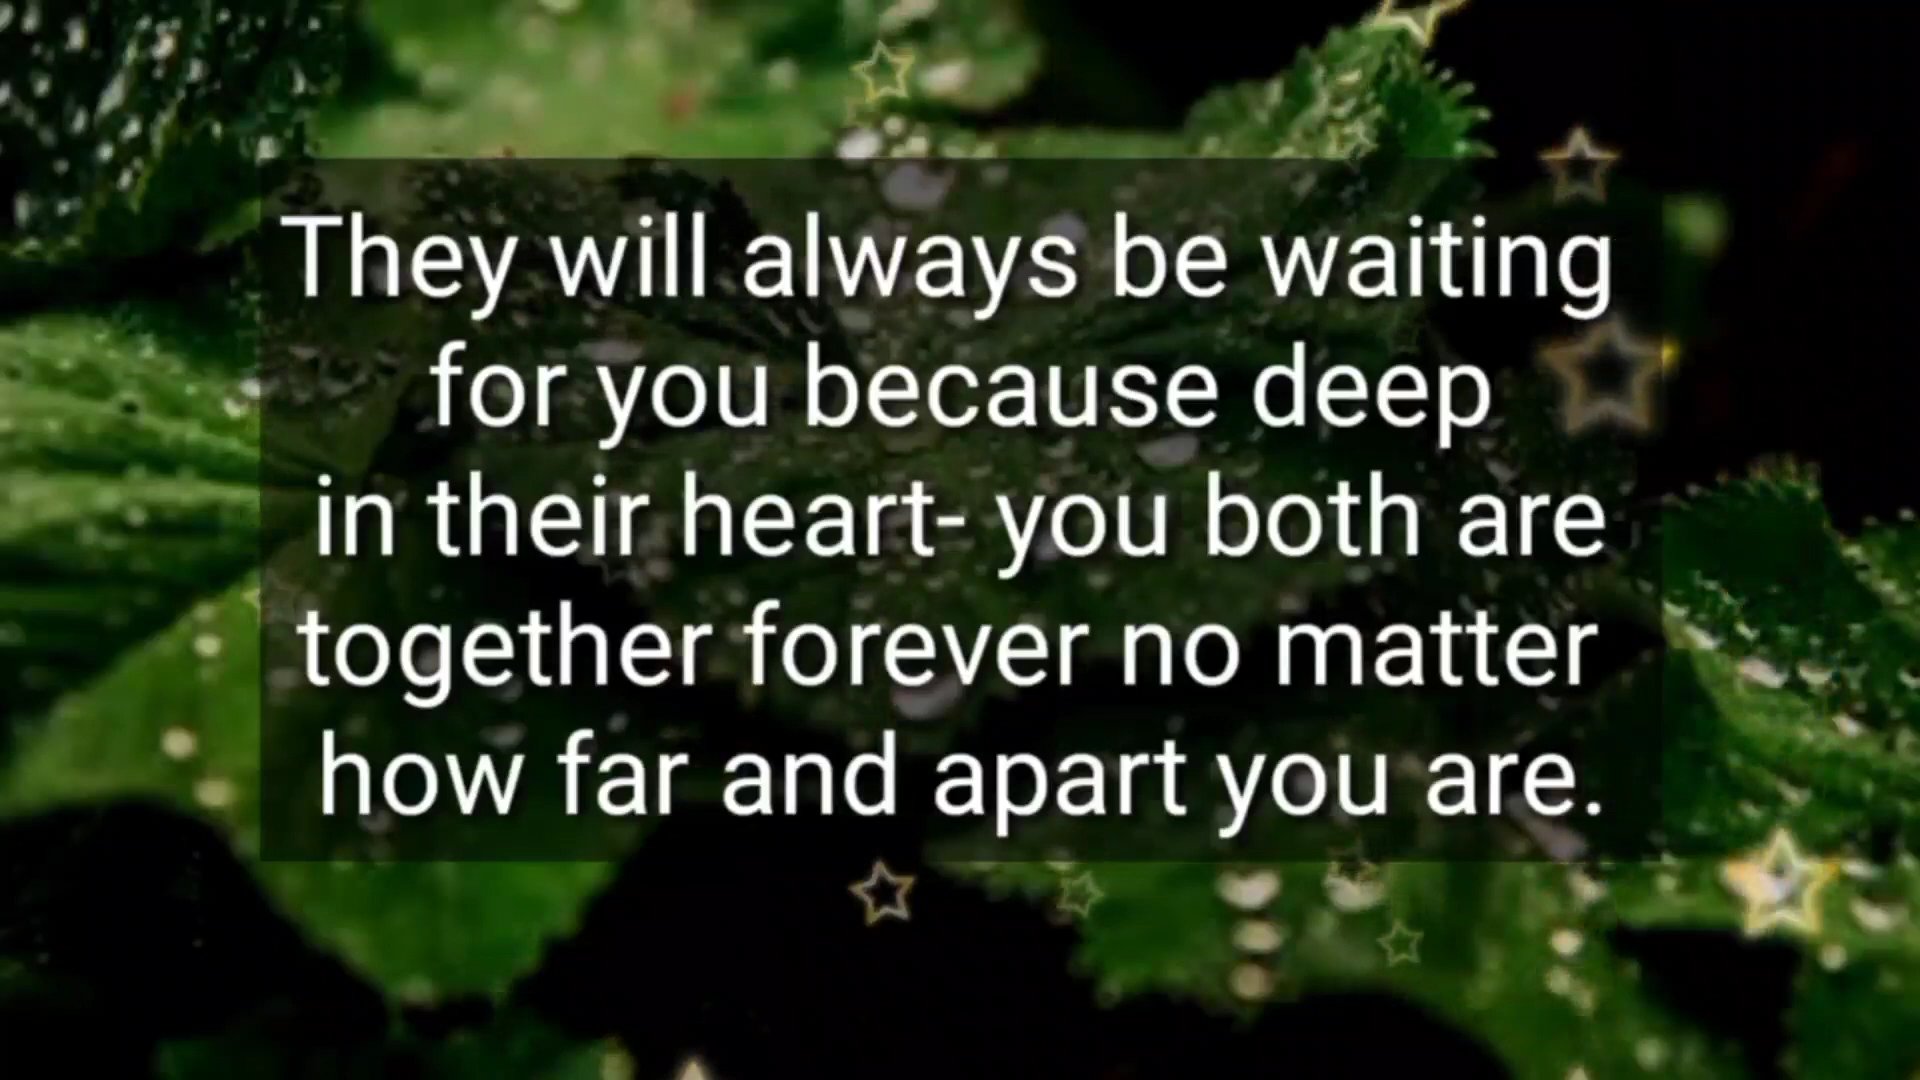 They will always be waiting
for you because deep
in their heart- you both are
together forever no matter
how far and apart you are.